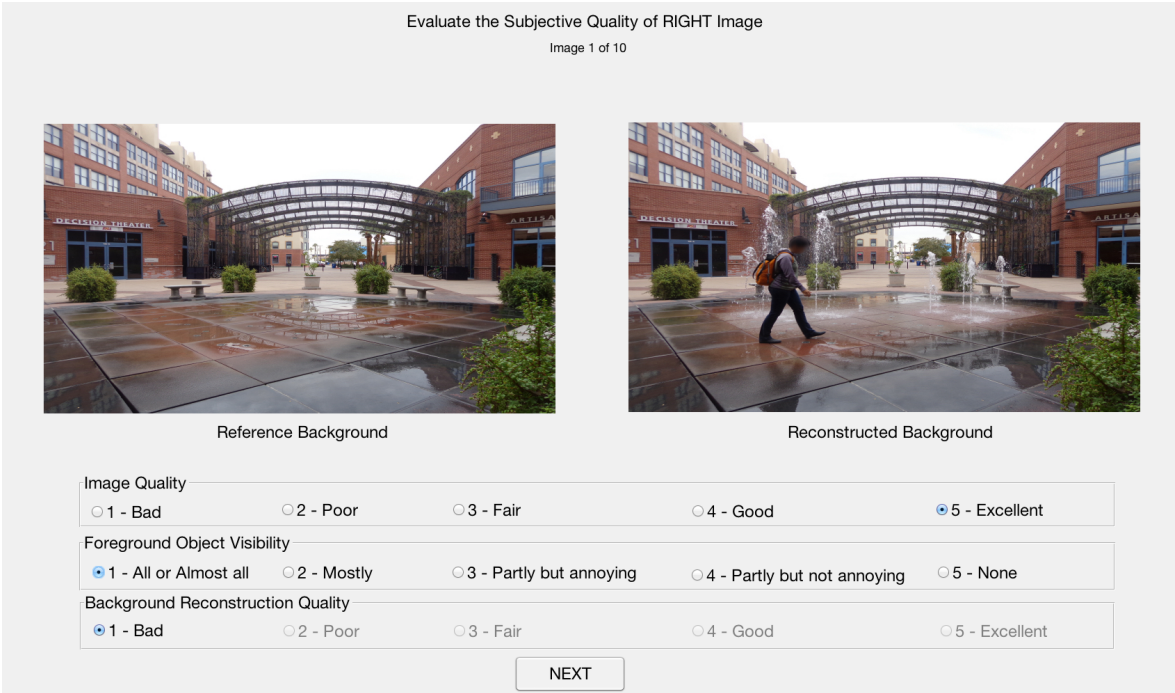 Evaluate the Subjective Quality of RIGHT Image
Image 1 of 10
DECISION THEATER
ARTISA
DECISION THEATER
ARTISA
21
Reference Background
Reconstructed Background
Image Quality
1 - Bad 2 - Poor 3 - Fair 4 - Good 5 - Excellent
Foreground Object Visibility
1 - All or Almost all 2 - Mostly 3 - Partly but annoying 4 - Partly but not annoying 5 - None
Background Reconstruction Quality
1 - Bad 2 - Poor 3 - Fair 4 - Good 5 - Excellent
NEXT